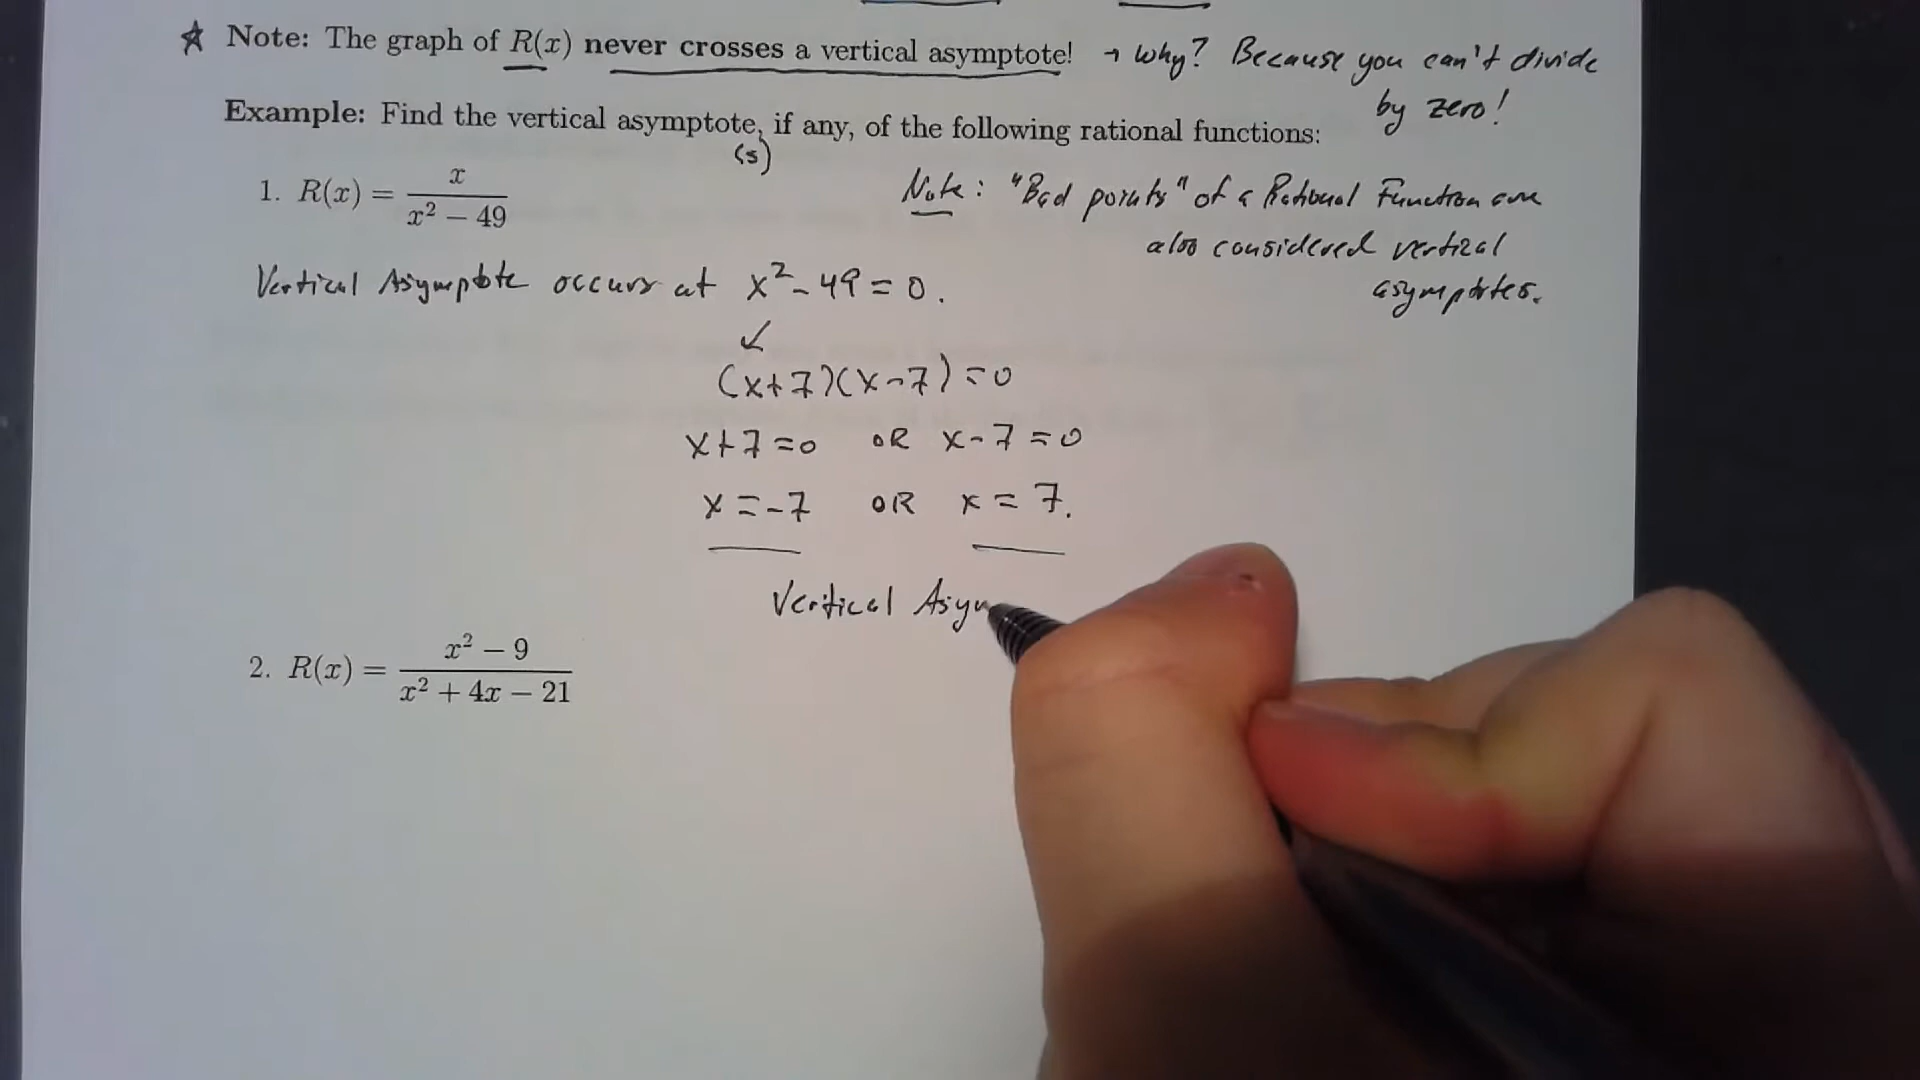 ☆ Note: The graph of R(x) never crosses a vertical asymptote! → Why? Because you can't divide
by zero!
Example: Find the vertical asymptote, if any, of the following rational functions:
(s)
1. R(x) = x / (x² − 49)
Note: "Bad points" of a Rational Function are
also considered vertical
asymptotes.
Vertical Asymptote occurs at x² - 49 = 0.
↙
(x+7)(x-7) = 0
x+7=0 OR x-7=0
x=-7 OR x=7.
Vertical Asym
2. R(x) = (x² − 9) / (x² + 4x − 21)